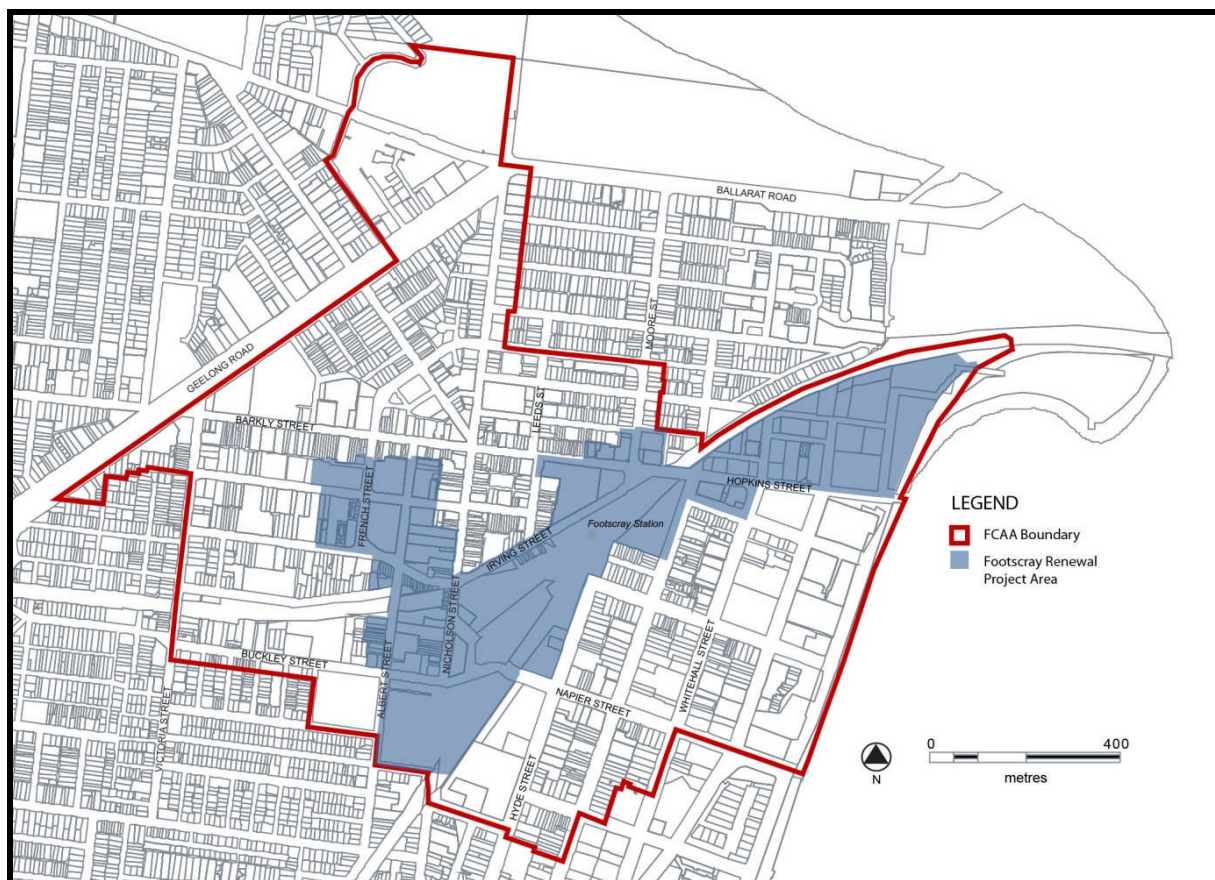 BALLARAT ROAD
MOORE ST
GEELONG ROAD
LEEDS ST
BARKLY STREET
HOPKINS STREET
FRENCH STREET
Footscray Station
IRVING STREET
NICHOLSON STREET
BUCKLEY STREET
ALBERT STREET
VICTORIA STREET
NAPIER STREET
WHITEHALL STREET
HYDE STREET
LEGEND
FCAA Boundary
Footscray Renewal
Project Area
N
0 400
metres